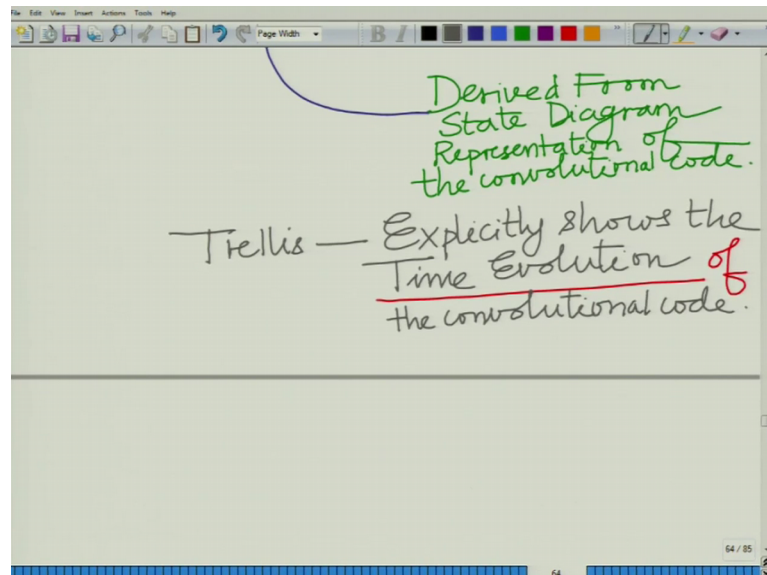 File Edit View Insert Actions Tools Help
Page Width B I
Derived From
State Diagram
Representation of
the convolutional code.
Trellis — Explicitly shows the
Time Evolution of
the convolutional code.
64 / 85
64